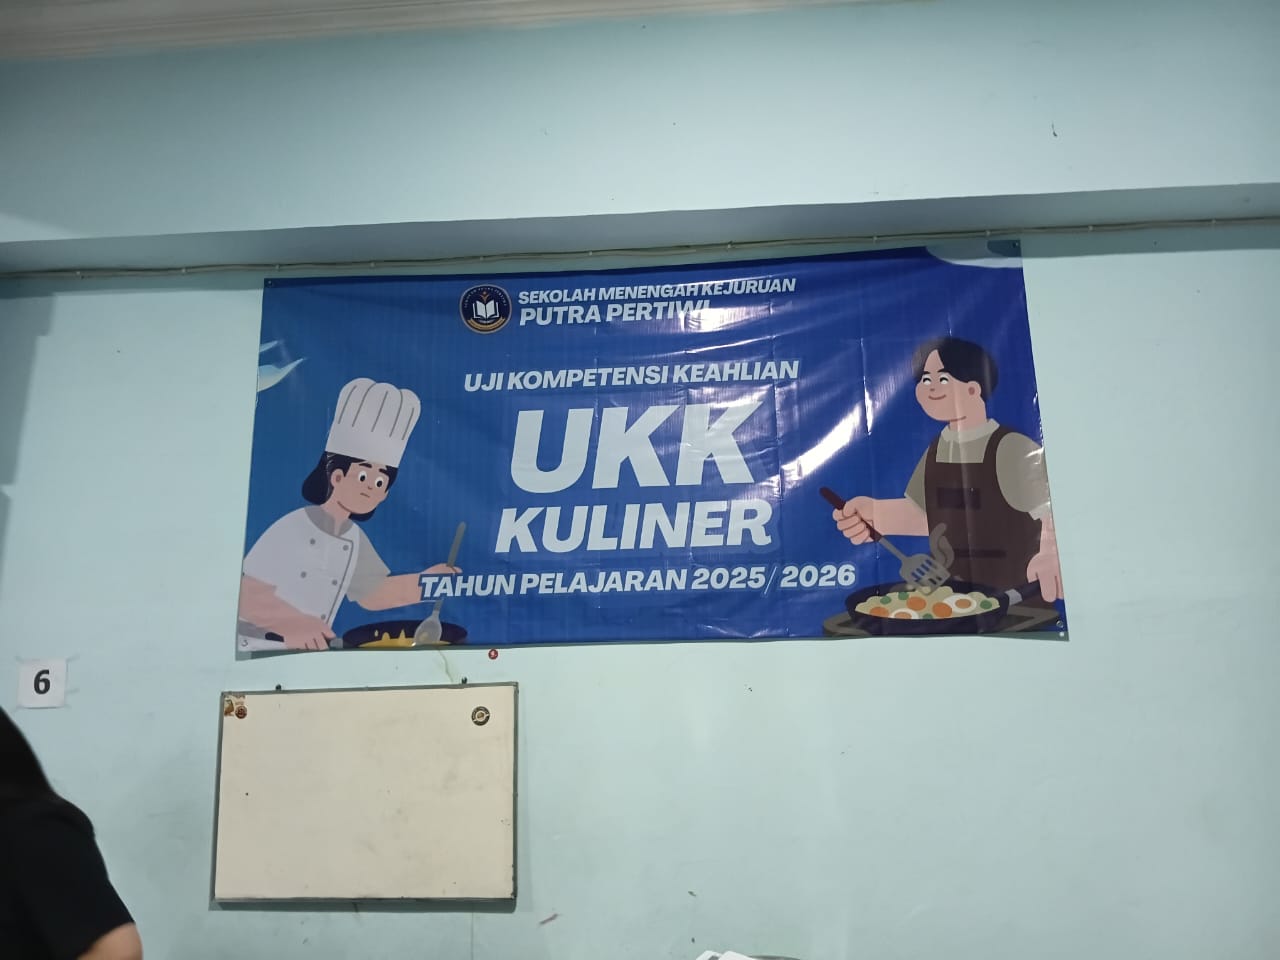 SEKOLAH MENENGAH KEJURUAN
PUTRA PERTIWI
UJI KOMPETENSI KEAHLIAN
UKK
KULINER
TAHUN PELAJARAN 2025/2026
6